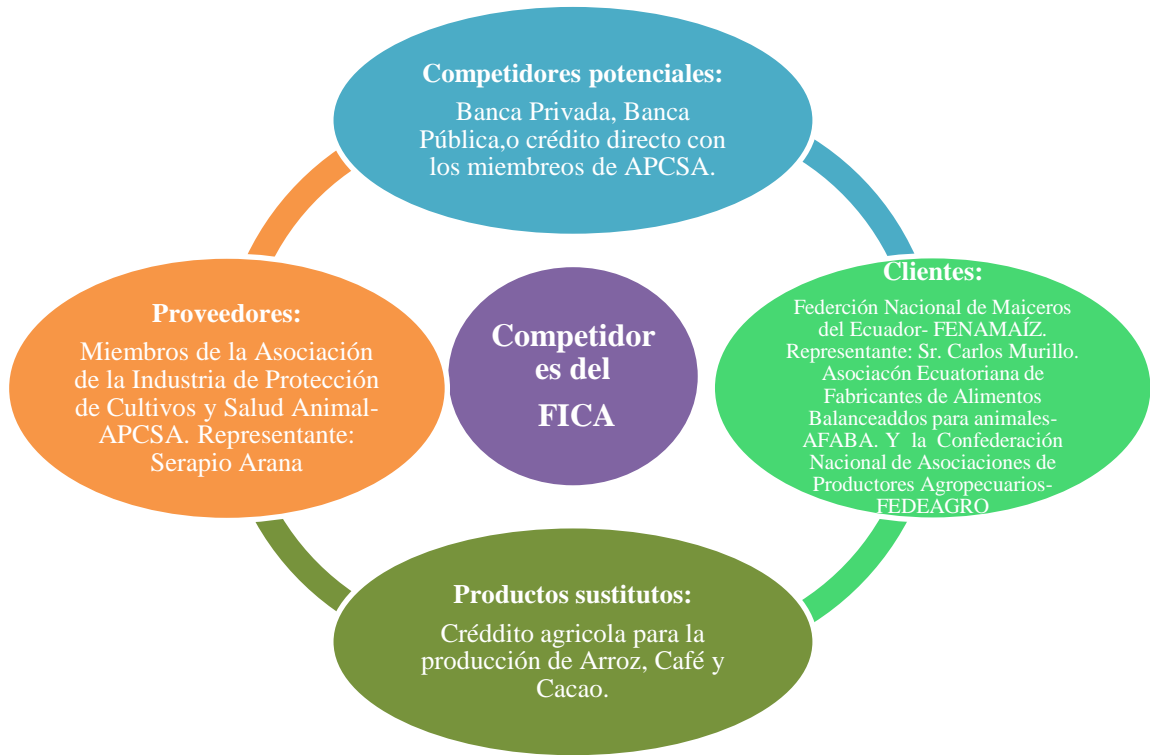 Competidores potenciales:
Banca Privada, Banca
Pública,o crédito directo con
los miembreos de APCSA.
Proveedores:
Miembros de la Asociación
de la Industria de Protección
de Cultivos y Salud Animal-
APCSA. Representante:
Serapio Arana
Competidor
es del
FICA
Clientes:
Federción Nacional de Maiceros
del Ecuador- FENAMAÍZ.
Representante: Sr. Carlos Murillo.
Asociacón Ecuatoriana de
Fabricantes de Alimentos
Balanceaddos para animales-
AFABA. Y la Confederación
Nacional de Asociaciones de
Productores Agropecuarios-
FEDEAGRO
Productos sustitutos:
Créddito agricola para la
producción de Arroz, Café y
Cacao.